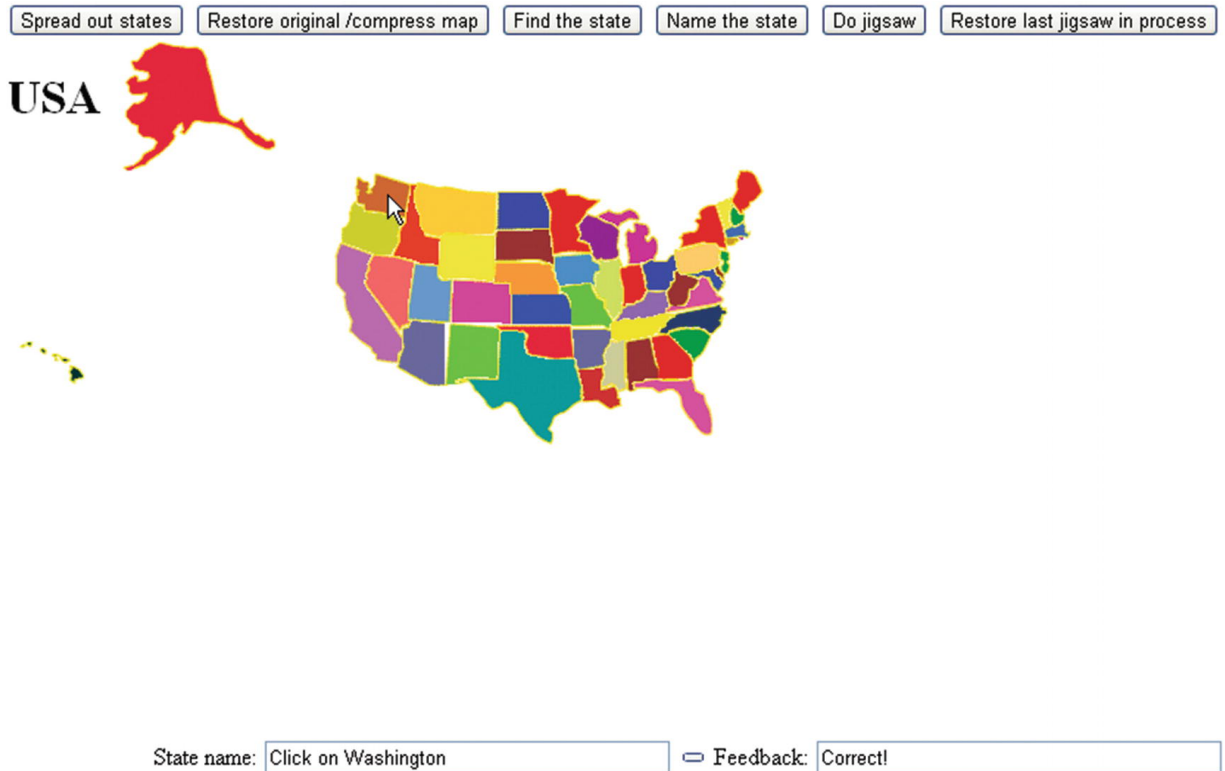 Spread out states Restore original /compress map Find the state Name the state Do jigsaw Restore last jigsaw in process
USA
State name: Click on Washington Feedback: Correct!